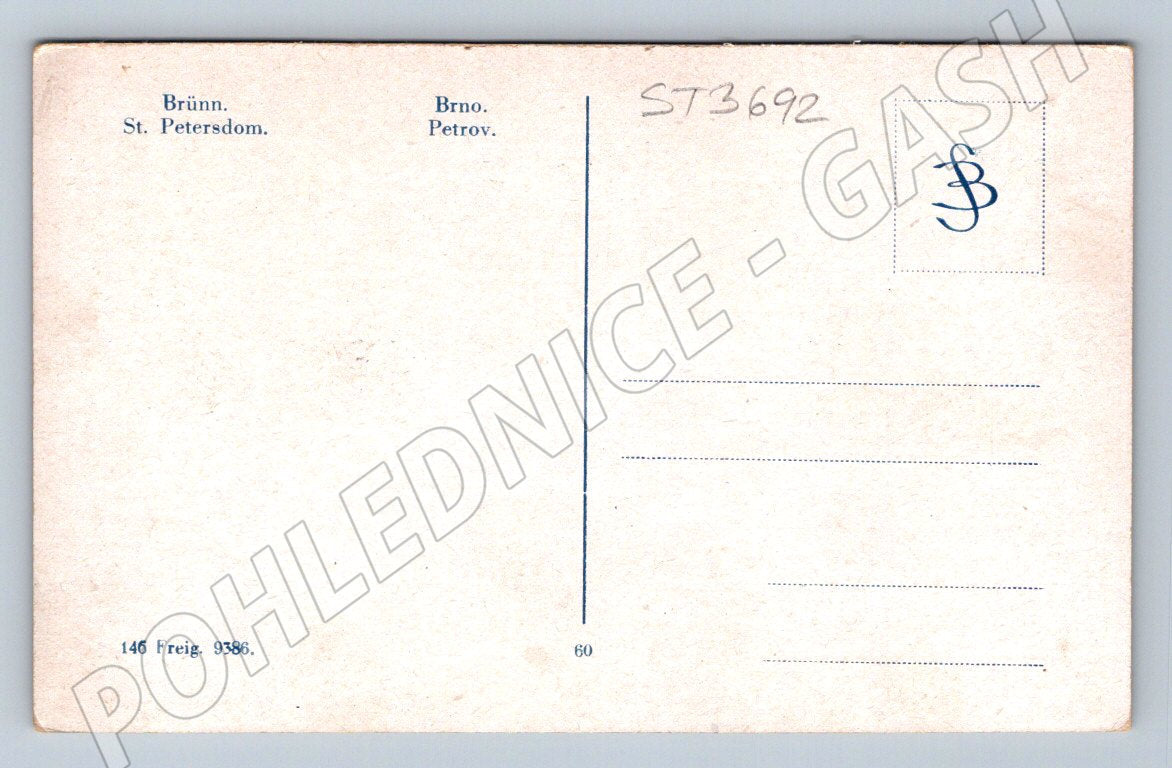 Brünn.
St. Petersdom.
Brno.
Petrov.
ST3692
146 Freig. 9386.
60
POHLEDNICE - GASH